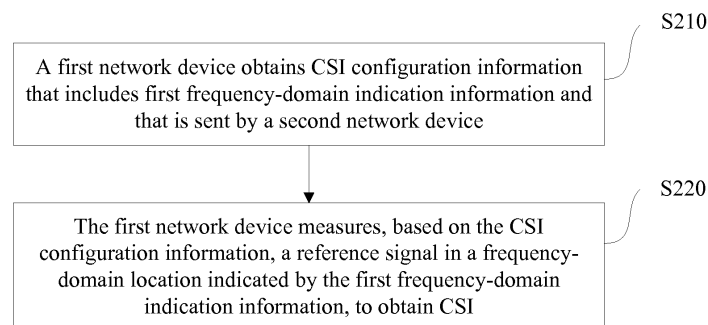 S210
A first network device obtains CSI configuration information
that includes first frequency-domain indication information and
that is sent by a second network device
S220
The first network device measures, based on the CSI
configuration information, a reference signal in a frequency-
domain location indicated by the first frequency-domain
indication information, to obtain CSI